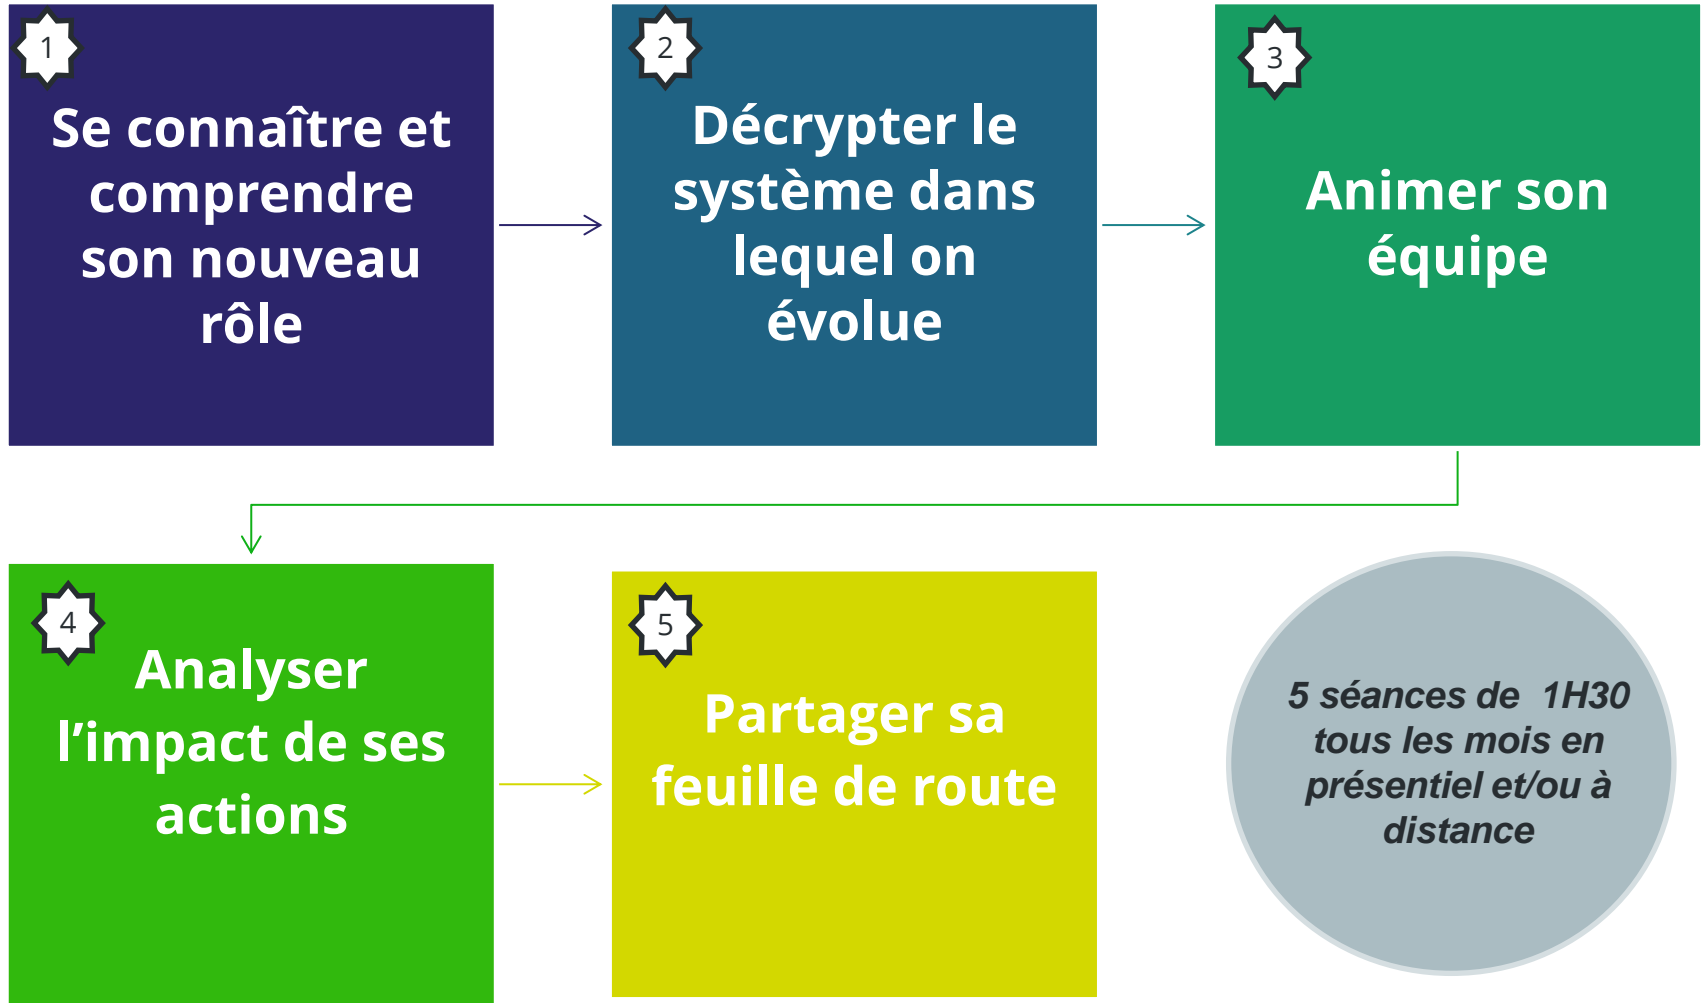 1
Se connaître et
comprendre
son nouveau
rôle
2
Décrypter le
système dans
lequel on
évolue
3
Animer son
équipe
4
Analyser
l’impact de ses
actions
5
Partager sa
feuille de route
5 séances de  1H30
tous les mois en
présentiel et/ou à
distance